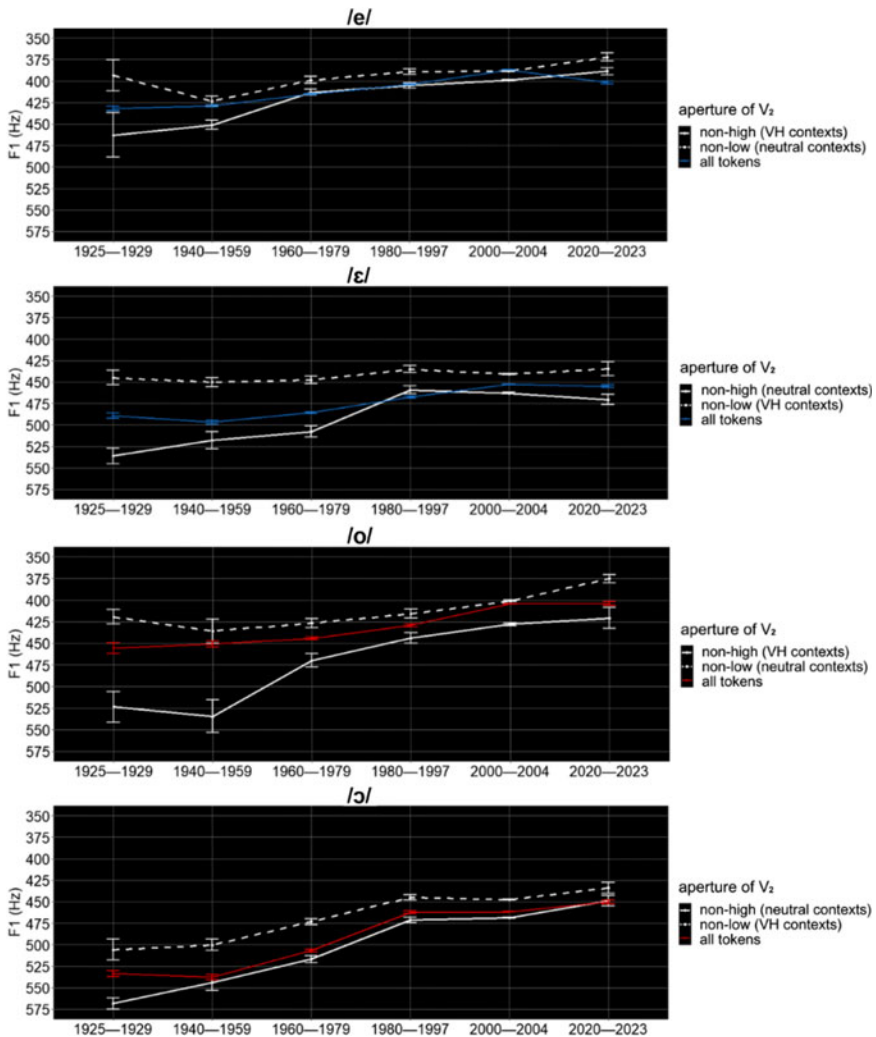 /e/
350
375
400
425
450
475
500
525
550
575
F1 (Hz)
1925—1929 1940—1959 1960—1979 1980—1997 2000—2004 2020—2023
aperture of V₂
non-high (VH contexts)
non-low (neutral contexts)
all tokens
/ɛ/
350
375
400
425
450
475
500
525
550
575
F1 (Hz)
1925—1929 1940—1959 1960—1979 1980—1997 2000—2004 2020—2023
aperture of V₂
non-high (neutral contexts)
non-low (VH contexts)
all tokens
/o/
350
375
400
425
450
475
500
525
550
575
F1 (Hz)
1925—1929 1940—1959 1960—1979 1980—1997 2000—2004 2020—2023
aperture of V₂
non-high (VH contexts)
non-low (neutral contexts)
all tokens
/ɔ/
350
375
400
425
450
475
500
525
550
575
F1 (Hz)
1925—1929 1940—1959 1960—1979 1980—1997 2000—2004 2020—2023
aperture of V₂
non-high (neutral contexts)
non-low (VH contexts)
all tokens